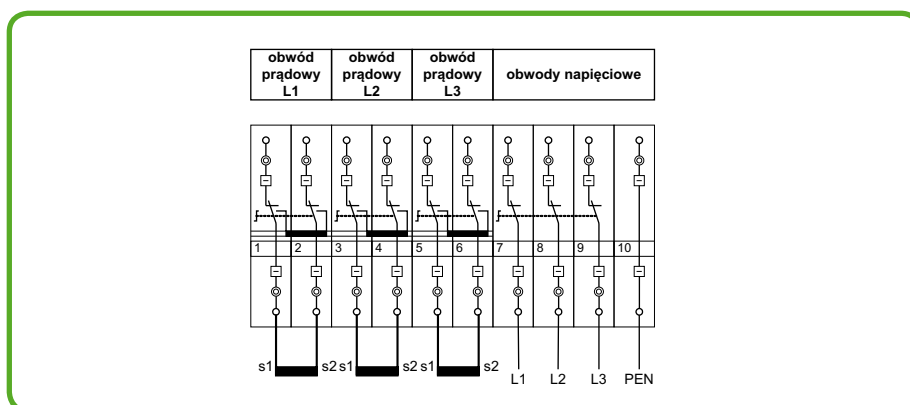 obwód prądowy L1
obwód prądowy L2
obwód prądowy L3
obwody napięciowe
1 2 3 4 5 6 7 8 9 10
s1 s2 s1 s2 s1 s2 L1 L2 L3 PEN